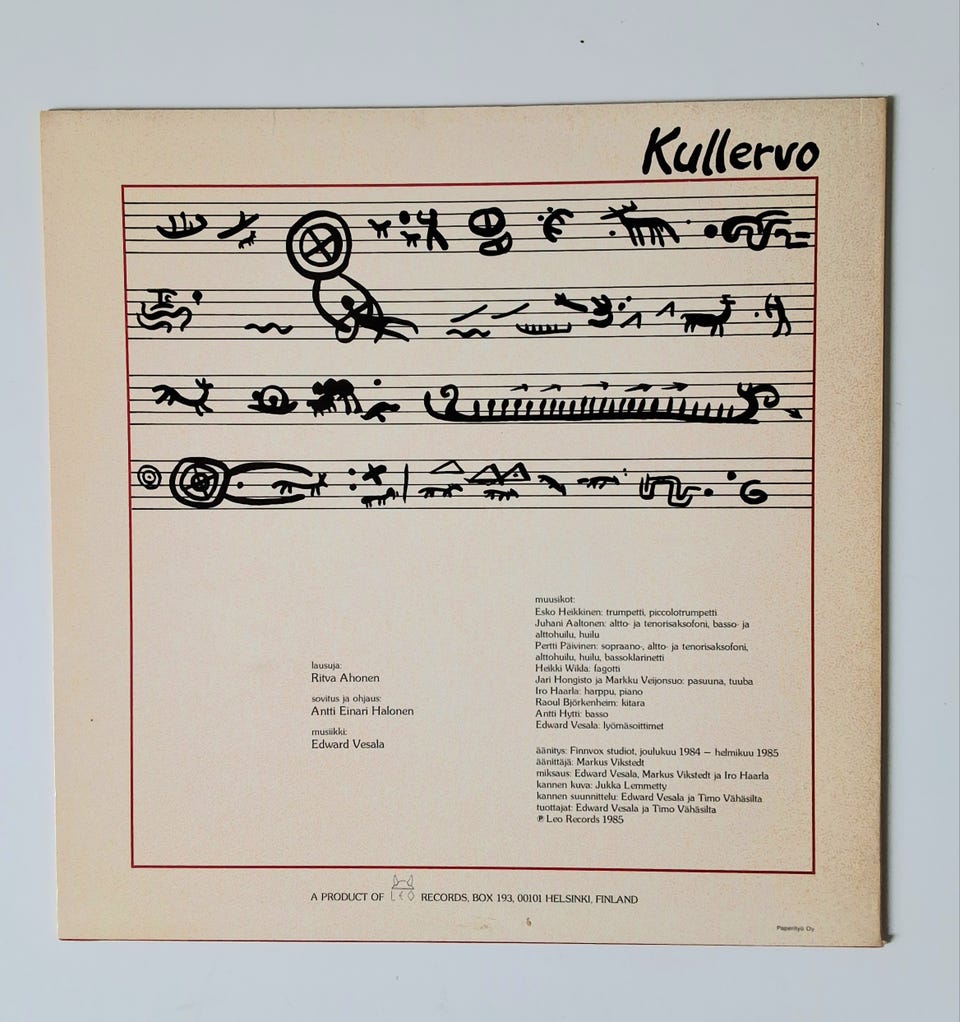 Kullervo
lausuja:
Ritva Ahonen
sovitus ja ohjaus:
Antti Einari Halonen
musiikki:
Edward Vesala
muusikot:
Esko Heikkinen: trumpetti, piccolotrumpetti
Juhani Aaltonen: altto- ja tenorisaksofoni, basso- ja
alttohuilu, huilu
Pertti Päivinen: sopraano-, altto- ja tenorisaksofoni,
alttohuilu, huilu, bassoklarinetti
Heikki Wikla: fagotti
Jari Hongisto ja Markku Veijonsuo: pasuuna, tuuba
Iro Haarla: harppu, piano
Raoul Björkenheim: kitara
Antti Hytti: basso
Edward Vesala: lyömäsoittimet
äänitys: Finnvox studiot, joulukuu 1984 — helmikuu 1985
äänittäjä: Markus Vikstedt
miksaus: Edward Vesala, Markus Vikstedt ja Iro Haarla
kannen kuva: Jukka Lemmetty
kannen suunnittelu: Edward Vesala ja Timo Vähäsilta
tuottajat: Edward Vesala ja Timo Vähäsilta
℗ Leo Records 1985
A PRODUCT OF LEO RECORDS, BOX 193, 00101 HELSINKI, FINLAND
Paperityö Oy